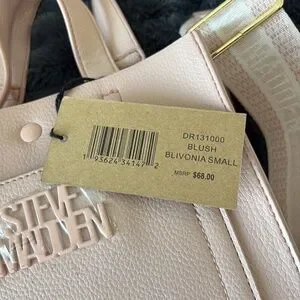 DR131000
BLUSH
BLIVONIA SMALL
MSRP $68.00
1 93624 34147 2
STEVE
MADDEN